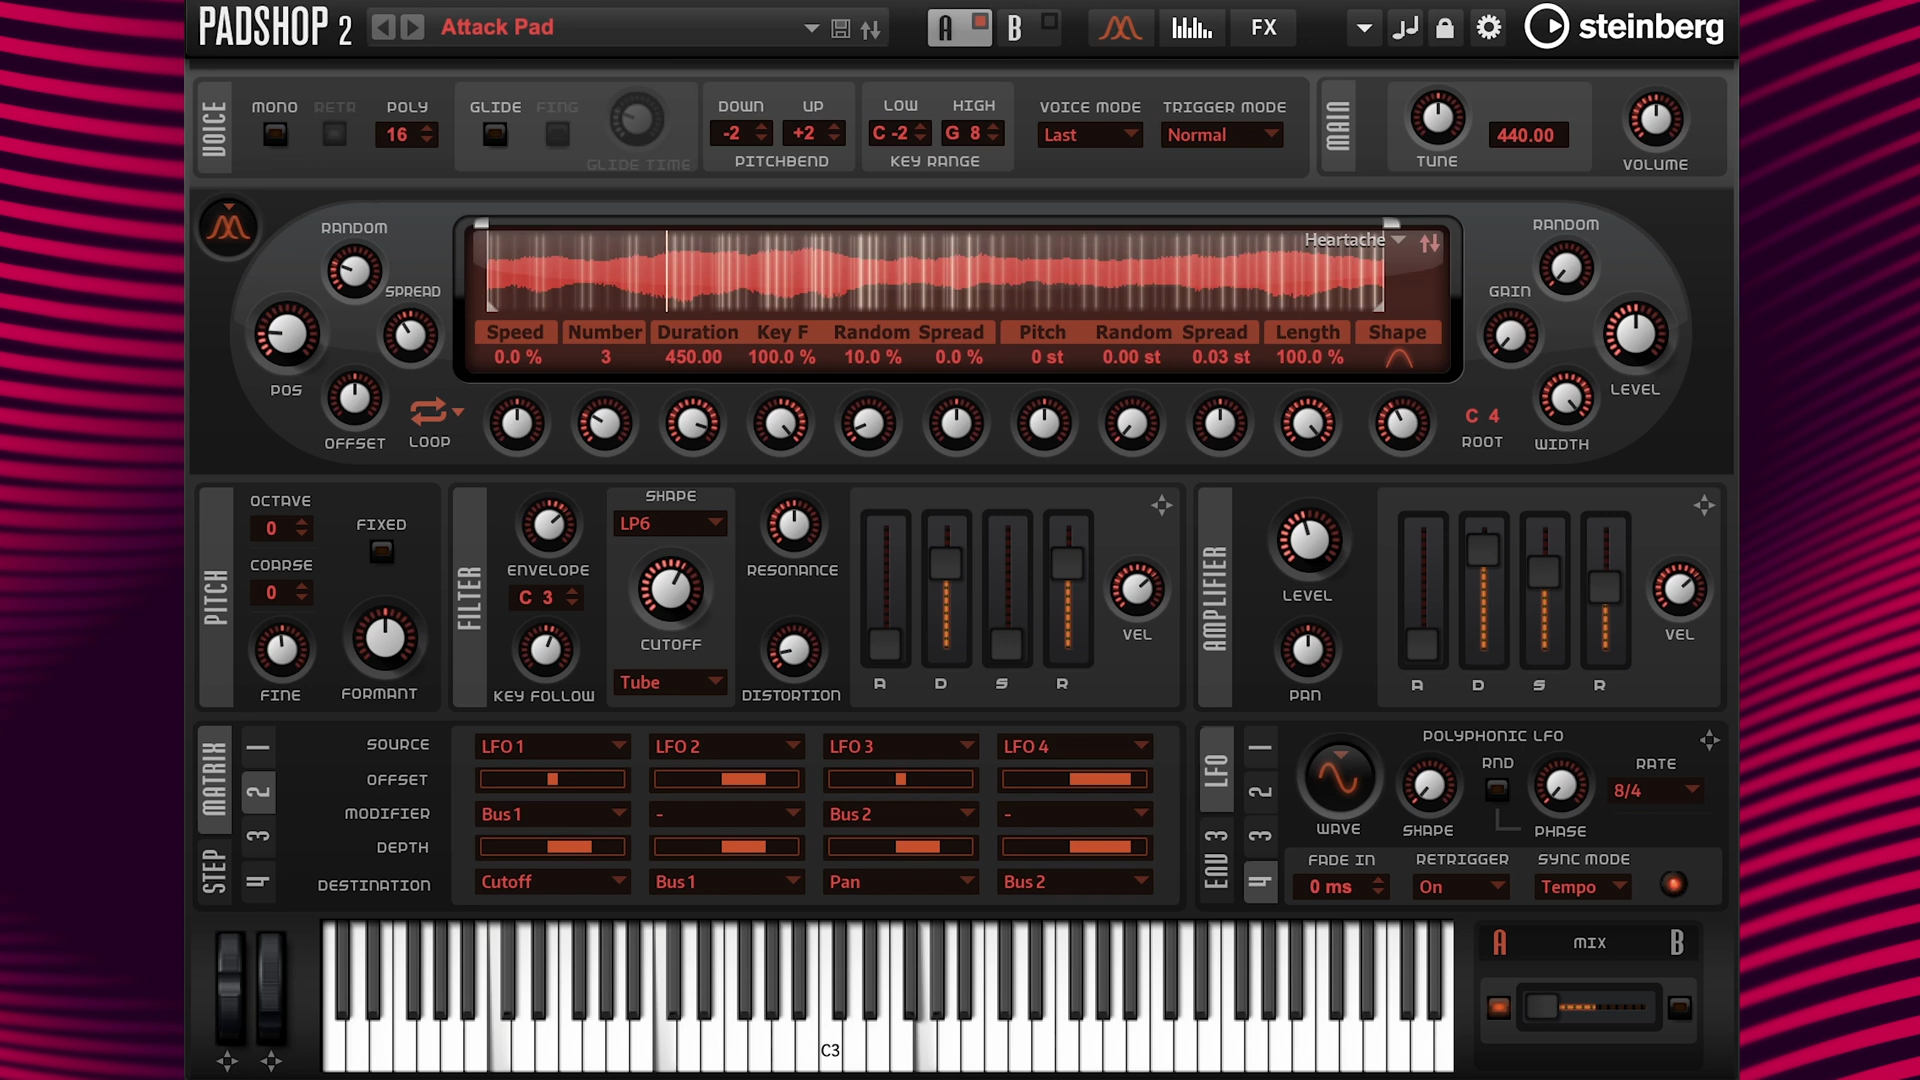 PADSHOP 2
Attack Pad
A
B
FX
steinberg
VOICE
MONO
RETR
POLY
16
GLIDE
FING
GLIDE TIME
DOWN
UP
-2
+2
PITCHBEND
LOW
HIGH
C -2
G 8
KEY RANGE
VOICE MODE
TRIGGER MODE
Last
Normal
MAIN
TUNE
440.00
VOLUME
RANDOM
SPREAD
POS
OFFSET
LOOP
Heartache
Speed Number Duration Key F Random Spread Pitch Random Spread Length Shape
0.0 % 3 450.00 100.0 % 10.0 % 0.0 % 0 st 0.00 st 0.03 st 100.0 %
C 4
ROOT
RANDOM
GAIN
LEVEL
WIDTH
PITCH
OCTAVE
0
COARSE
0
FINE
FIXED
FORMANT
FILTER
ENVELOPE
C 3
KEY FOLLOW
SHAPE
LP6
CUTOFF
Tube
RESONANCE
DISTORTION
A D S R
VEL
AMPLIFIER
LEVEL
PAN
A D S R
VEL
MATRIX
STEP
1
2
3
4
SOURCE
LFO 1 LFO 2 LFO 3 LFO 4
OFFSET
MODIFIER
Bus 1 - Bus 2 -
DEPTH
DESTINATION
Cutoff Bus 1 Pan Bus 2
LFO
ENV 3
1
2
3
4
POLYPHONIC LFO
WAVE
SHAPE
RND
PHASE
RATE
8/4
FADE IN
RETRIGGER
SYNC MODE
0 ms
On
Tempo
C3
A
MIX
B